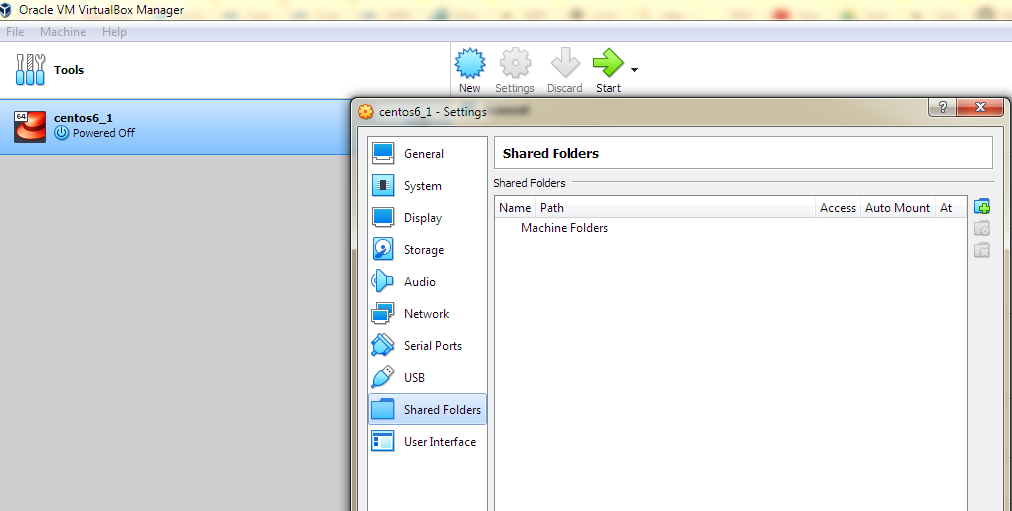 Oracle VM VirtualBox Manager
File Machine Help
Tools
New Settings Discard Start
64
centos6_1
Powered Off
centos6_1 - Settings
?
General
System
Display
Storage
Audio
Network
Serial Ports
USB
Shared Folders
User Interface
Shared Folders
Shared Folders
Name Path Access Auto Mount At
Machine Folders